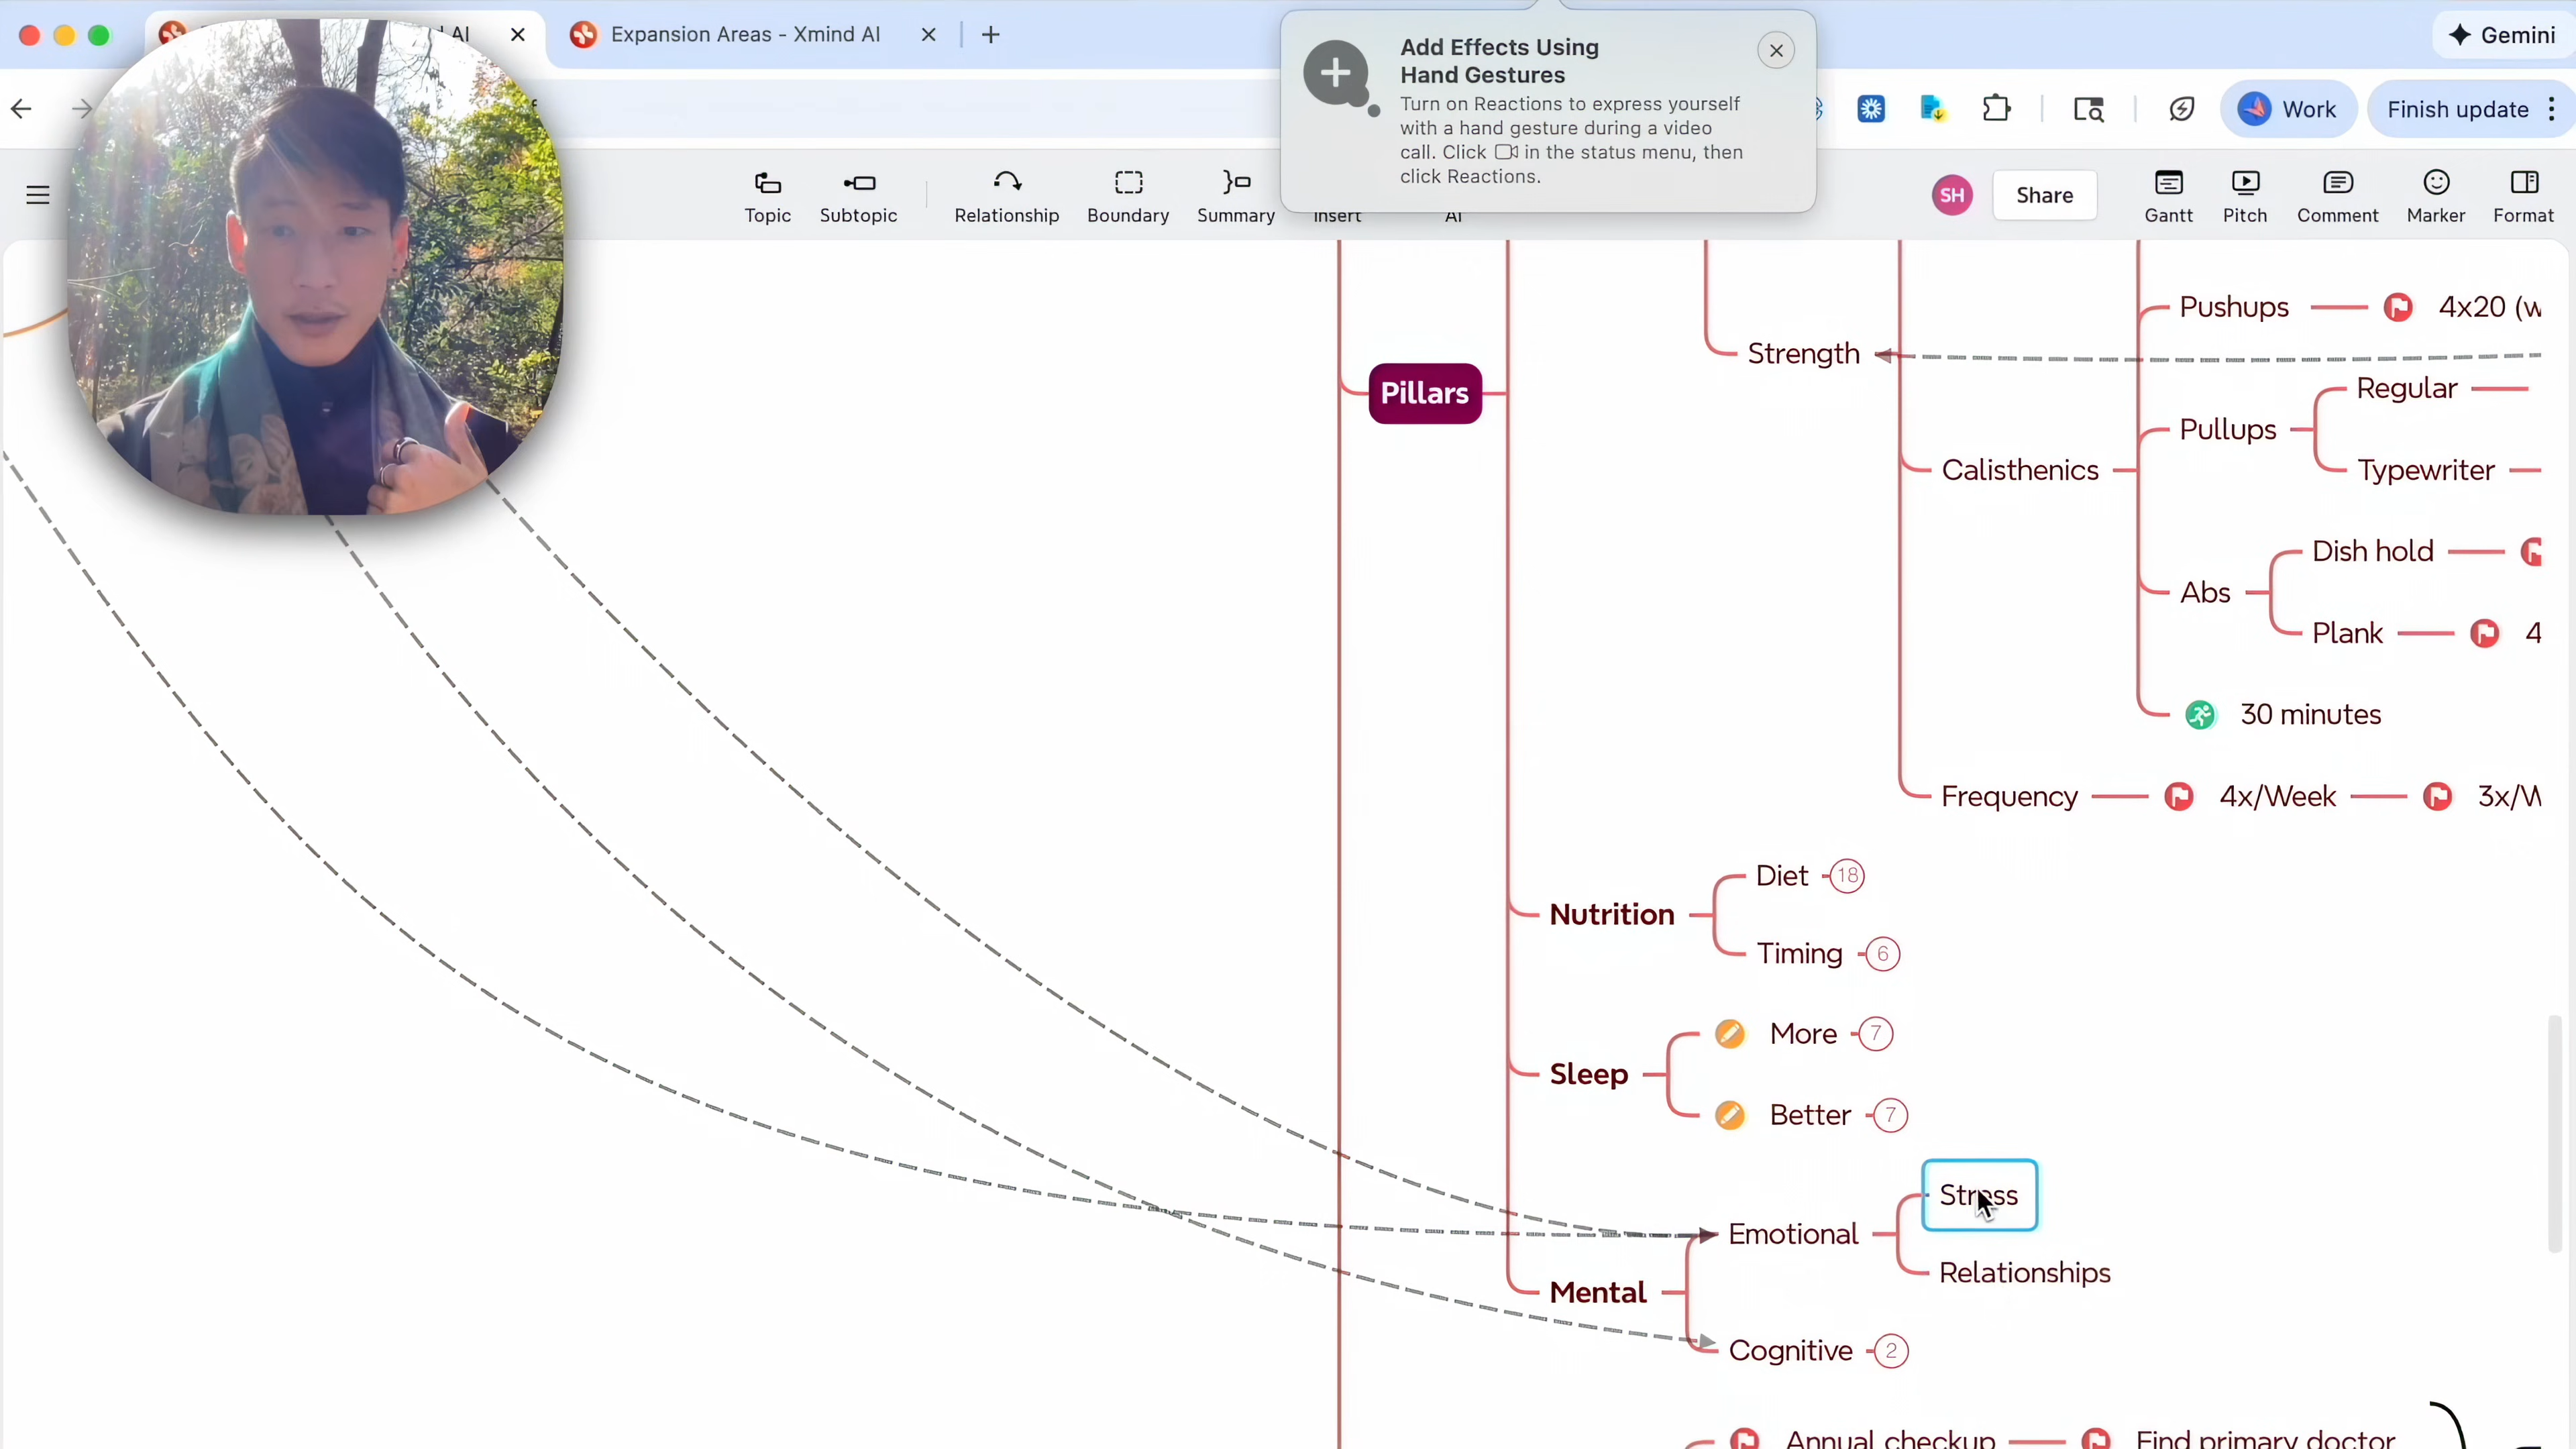 AI
Expansion Areas - Xmind AI
Gemini
Add Effects Using
Hand Gestures
Turn on Reactions to express yourself
with a hand gesture during a video
call. Click in the status menu, then
click Reactions.
Work
Finish update
Topic
Subtopic
Relationship
Boundary
Summary
Insert
AI
SH
Share
Gantt
Pitch
Comment
Marker
Format
Pillars
Strength
Calisthenics
Pushups
4x20 (w
Pullups
Regular
Typewriter
Abs
Dish hold
Plank
4
30 minutes
Frequency
4x/Week
3x/W
Nutrition
Diet
18
Timing
6
Sleep
More
7
Better
7
Mental
Emotional
Stress
Relationships
Cognitive
2
Annual checkup
Find primary doctor